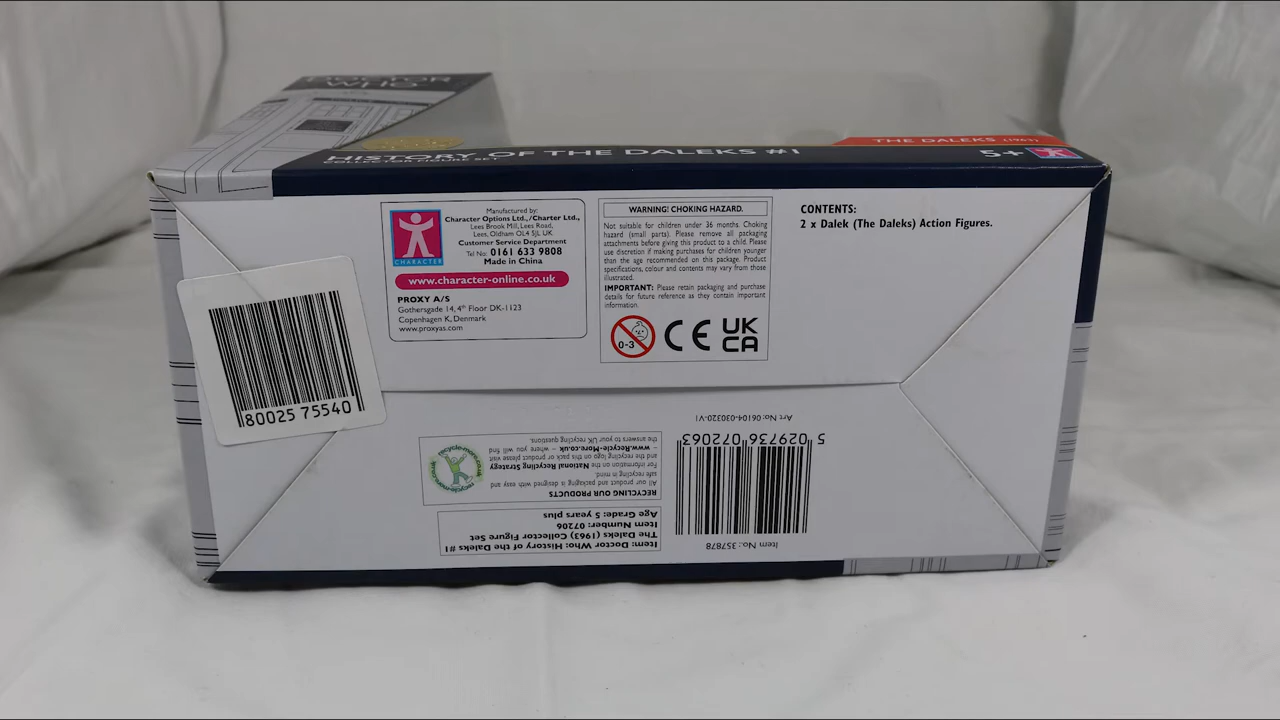 DOCTOR
WHO
HISTORY OF THE DALEKS #1
COLLECTOR FIGURE SET
THE DALEKS (1963)
5+
CHARACTER
Manufactured by:
Character Options Ltd., /Charter Ltd.,
Lees Brook Mill, Lees Road,
Lees, Oldham OL4 5JL UK
Customer Service Department
Tel No: 0161 633 9808
Made in China
www.character-online.co.uk
PROXY A/S
Gothersgade 14, 4th Floor DK-1123
Copenhagen K, Denmark
www.proxyas.com
WARNING! CHOKING HAZARD.
Not suitable for children under 36 months. Choking
hazard (small parts). Please remove all packaging
attachments before giving this product to a child. Please
use discretion if making purchases for children younger
than the age recommended on this package. Product
specifications, colour and contents may vary from those
illustrated.
IMPORTANT: Please retain packaging and purchase
details for future reference as they contain important
information.
0-3
CE
UK
CA
CONTENTS:
2 x Dalek (The Daleks) Action Figures.
80025 75540
Item No.: 357878
5 029736 072063
Art No: 06104-030320-V1
Item: Doctor Who: History of the Daleks #1
The Daleks (1963) Collector Figure Set
Item Number: 07206
Age Grade: 5 years plus
RECYCLING OUR PRODUCTS
All our product and packaging is designed with easy and
safe recycling in mind.
For information on the National Recycling Strategy
and the recycling logo on this pack or product please visit
– www.Recycle-More.co.uk – where you will find
the answers to your UK recycling questions.